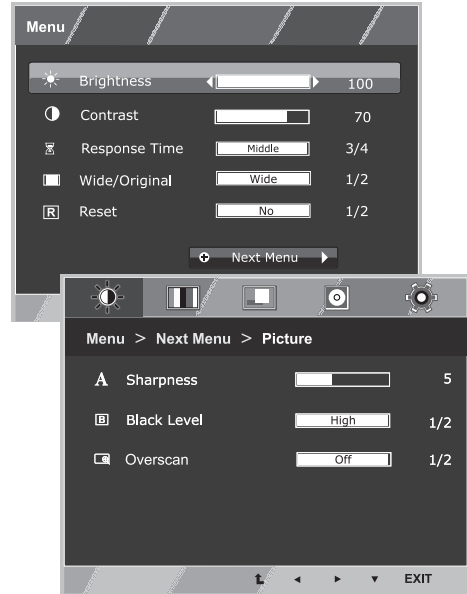 Menu
Brightness 100
Contrast 70
Response Time Middle 3/4
Wide/Original Wide 1/2
R Reset No 1/2
Next Menu
Menu > Next Menu > Picture
A Sharpness 5
B Black Level High 1/2
Overscan Off 1/2
EXIT